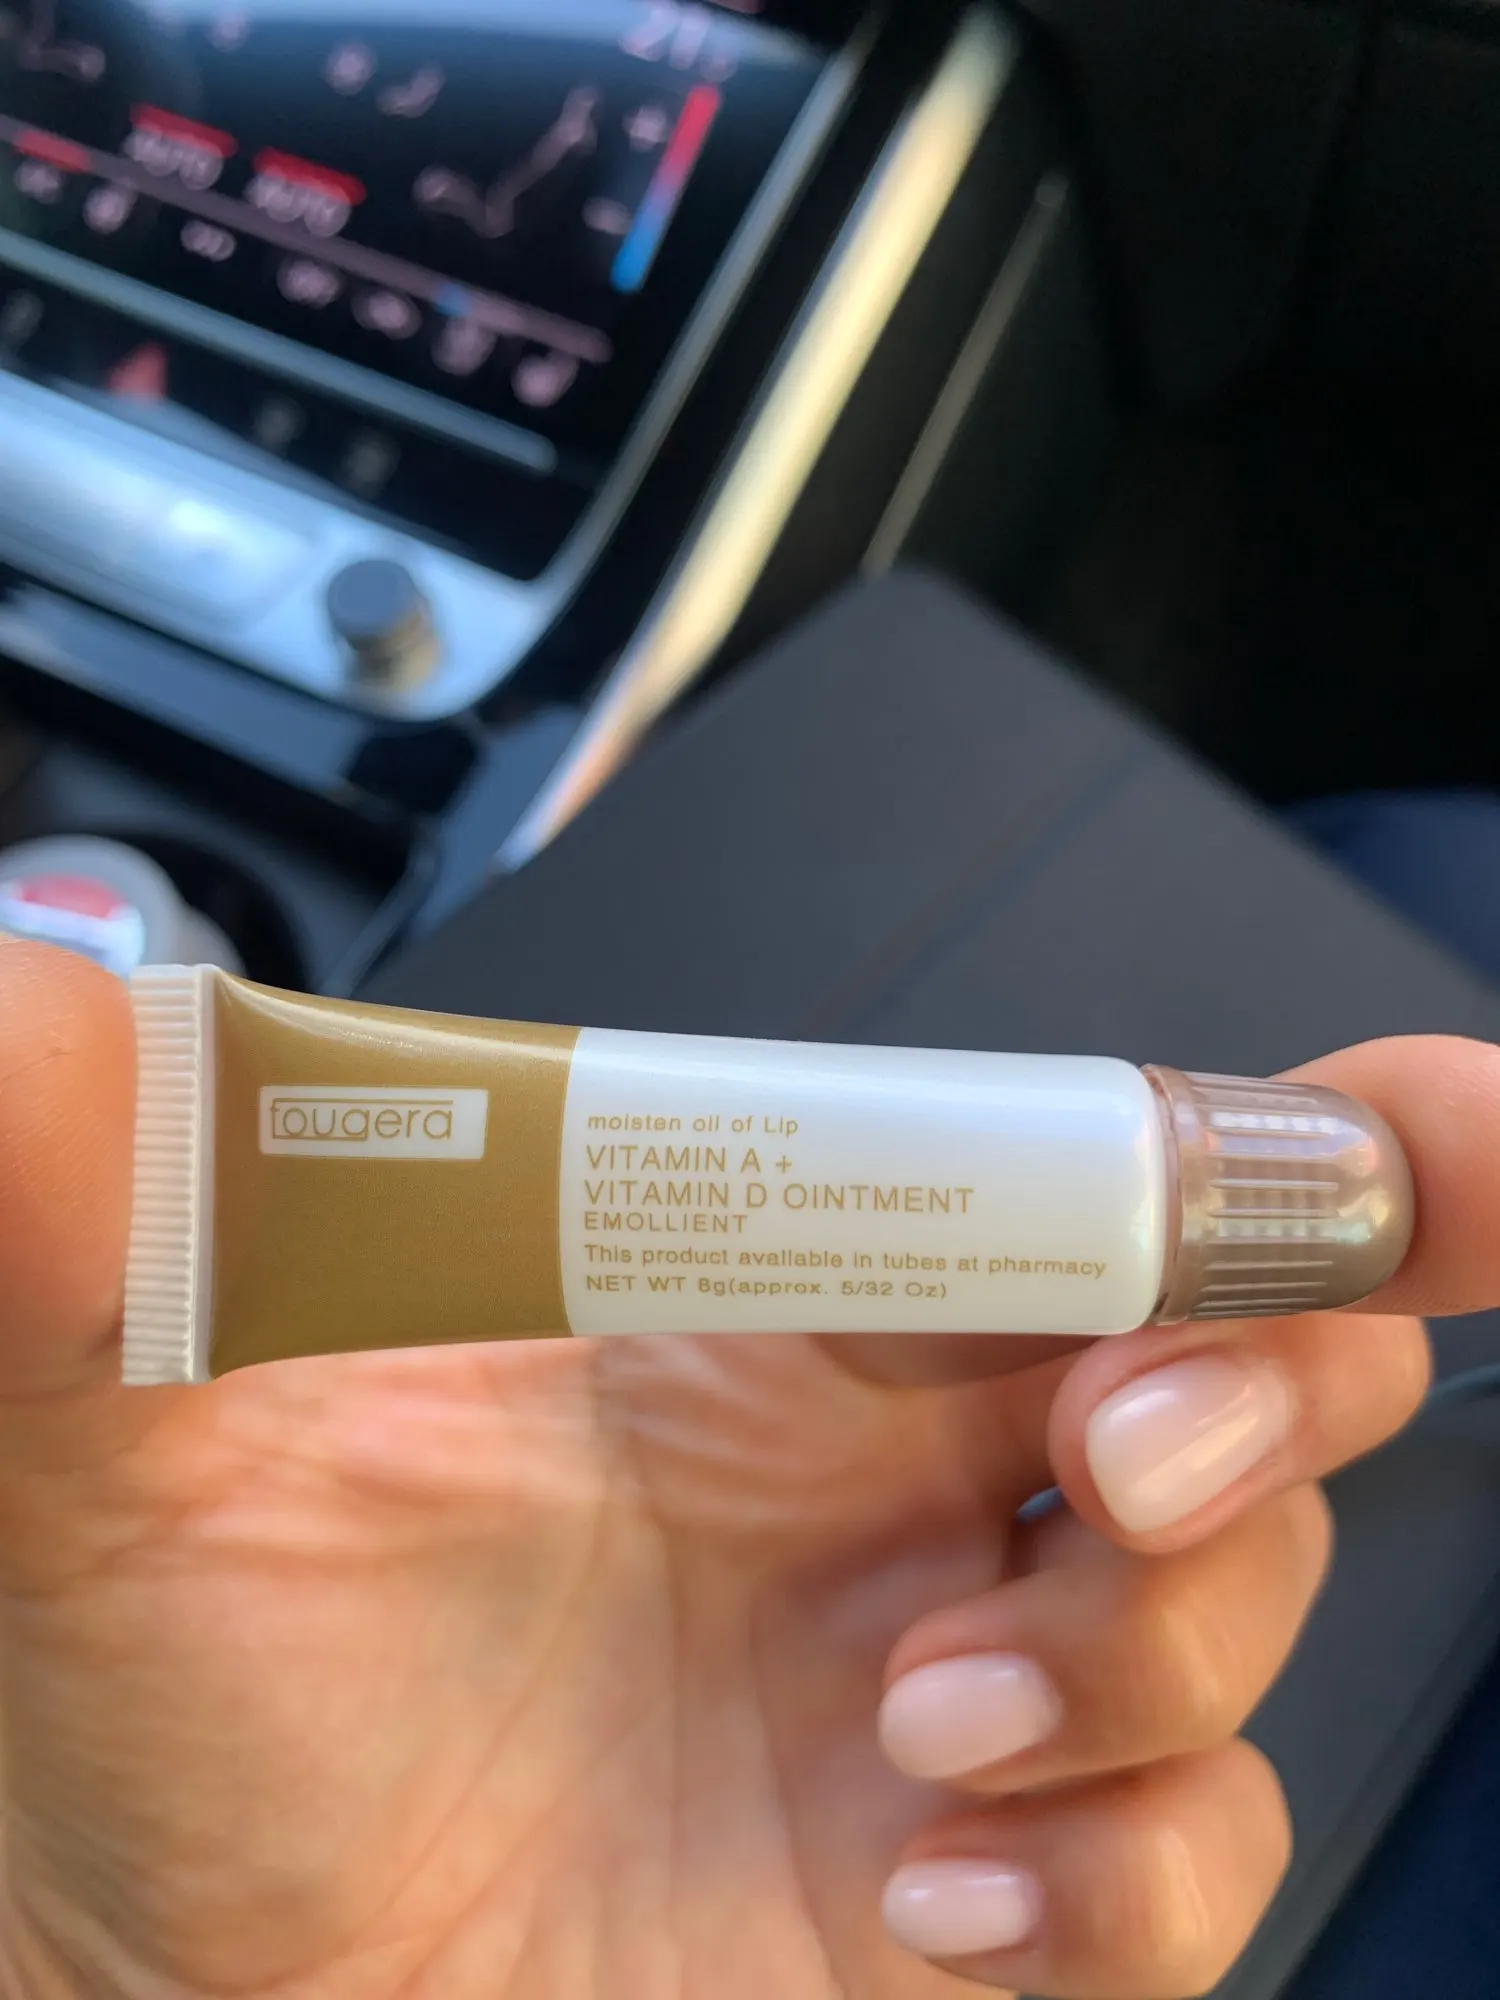 fougera
moisten oil of Lip
VITAMIN A +
VITAMIN D OINTMENT
EMOLLIENT
This product available in tubes at pharmacy
NET WT 8g(approx. 5/32 Oz)